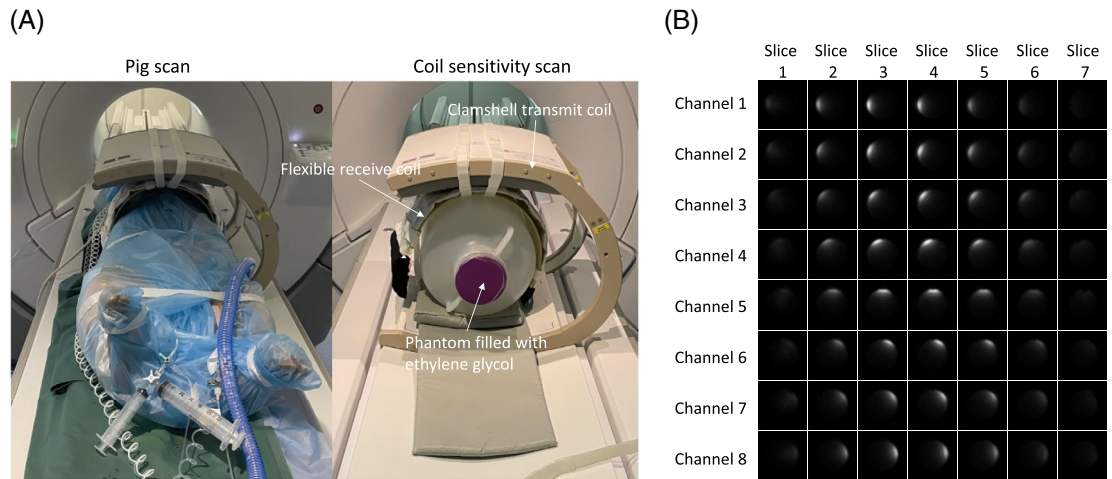 (A)
Pig scan
Coil sensitivity scan
Clamshell transmit coil
Flexible receive coil
Phantom filled with
ethylene glycol
(B)
Slice Slice Slice Slice Slice Slice Slice
1 2 3 4 5 6 7
Channel 1
Channel 2
Channel 3
Channel 4
Channel 5
Channel 6
Channel 7
Channel 8